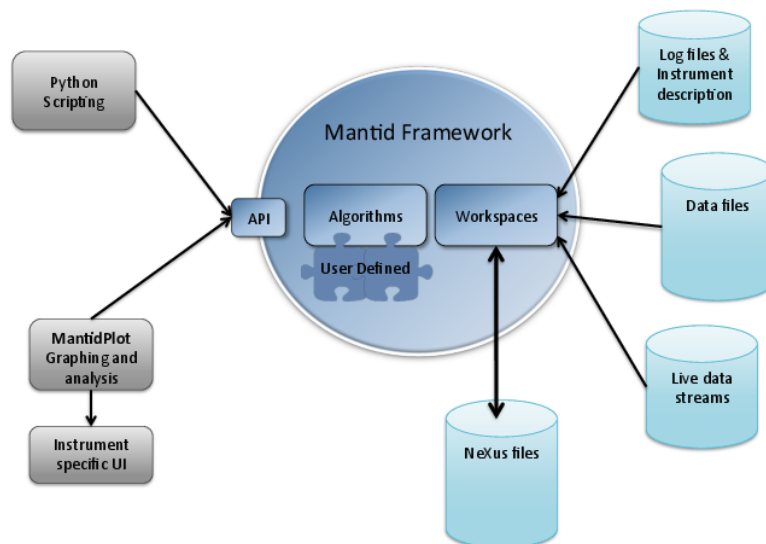 Python
Scripting
Mantid Framework
API
Algorithms
Workspaces
User Defined
MantidPlot
Graphing and
analysis
Instrument
specific UI
Log files &
Instrument
description
Data files
Live data
streams
NeXus files